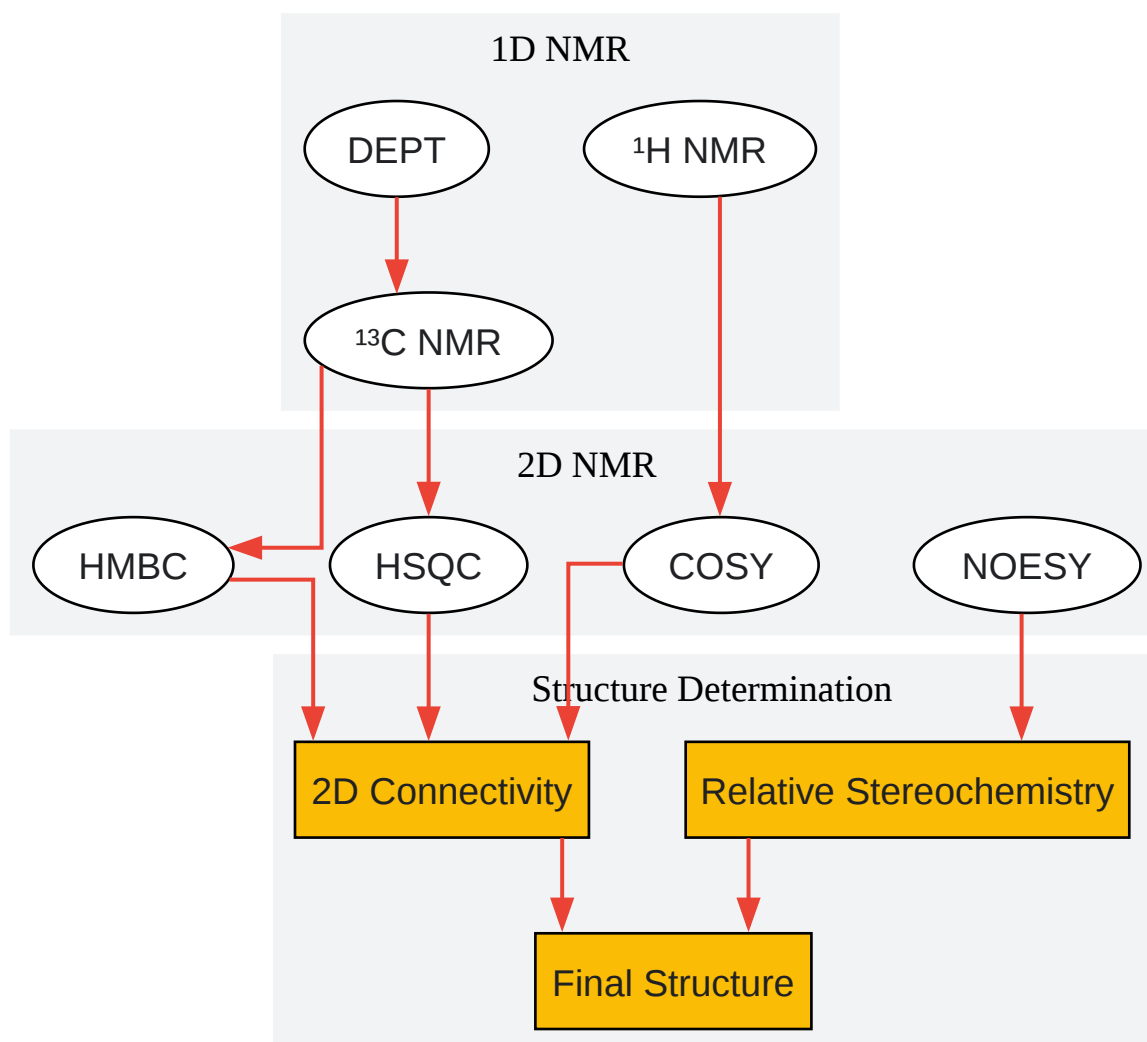 1D NMR
DEPT
¹H NMR
¹³C NMR
2D NMR
HMBC
HSQC
COSY
NOESY
Structure Determination
2D Connectivity
Relative Stereochemistry
Final Structure